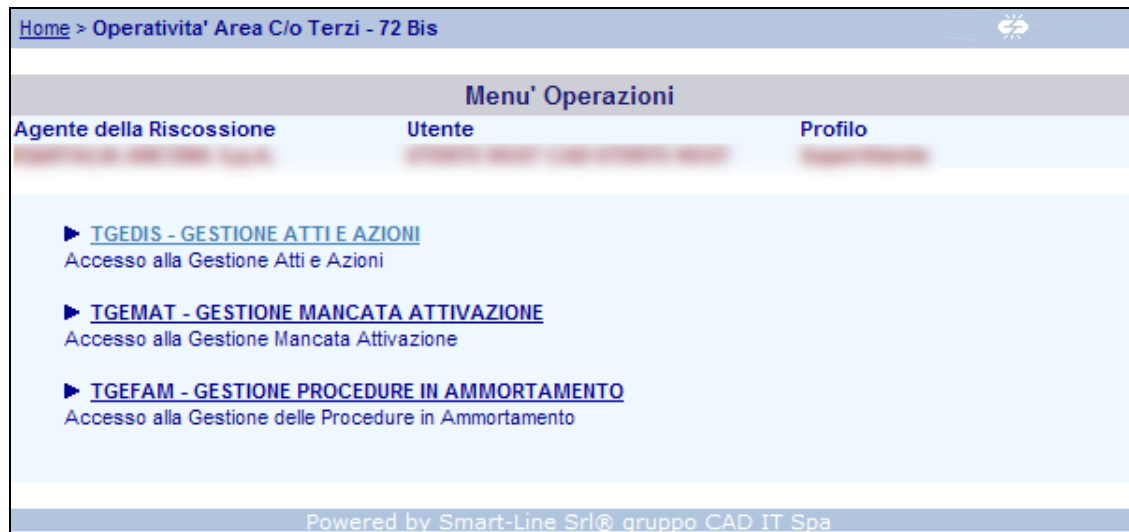 Home > Operativita' Area C/o Terzi - 72 Bis
Menu' Operazioni
Agente della Riscossione Utente Profilo
TGEDIS - GESTIONE ATTI E AZIONI
Accesso alla Gestione Atti e Azioni
TGEMAT - GESTIONE MANCATA ATTIVAZIONE
Accesso alla Gestione Mancata Attivazione
TGEFAM - GESTIONE PROCEDURE IN AMMORTAMENTO
Accesso alla Gestione delle Procedure in Ammortamento
Powered by Smart-Line Srl® gruppo CAD IT Spa